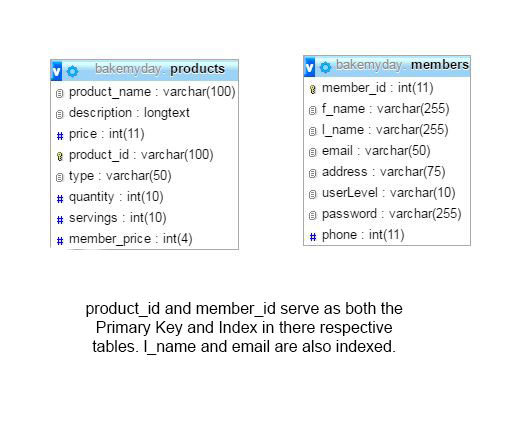 bakemyday products
product_name : varchar(100)
description : longtext
price : int(11)
product_id : varchar(100)
type : varchar(50)
quantity : int(10)
servings : int(10)
member_price : int(4)
bakemyday members
member_id : int(11)
f_name : varchar(255)
l_name : varchar(255)
email : varchar(50)
address : varchar(75)
userLevel : varchar(10)
password : varchar(255)
phone : int(11)
product_id and member_id serve as both the
Primary Key and Index in there respective
tables. l_name and email are also indexed.